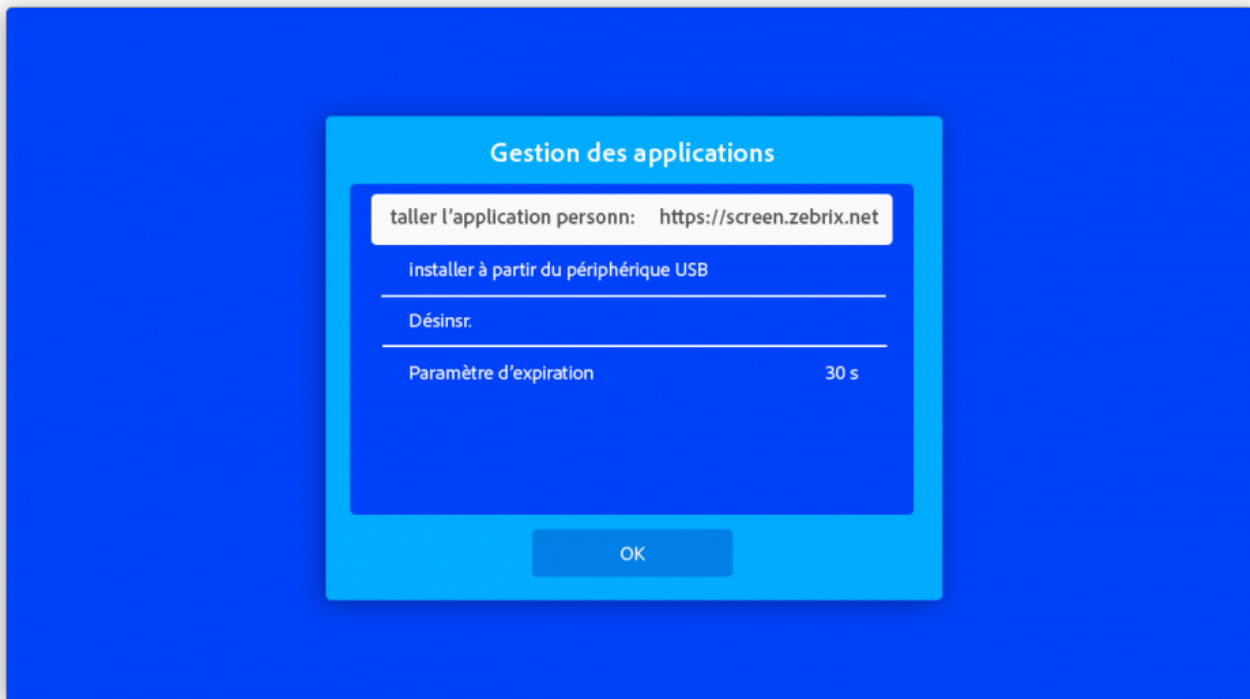 Gestion des applications
taller l'application personn: https://screen.zebrix.net
installer à partir du périphérique USB
Désinsr.
Paramètre d'expiration 30 s
OK